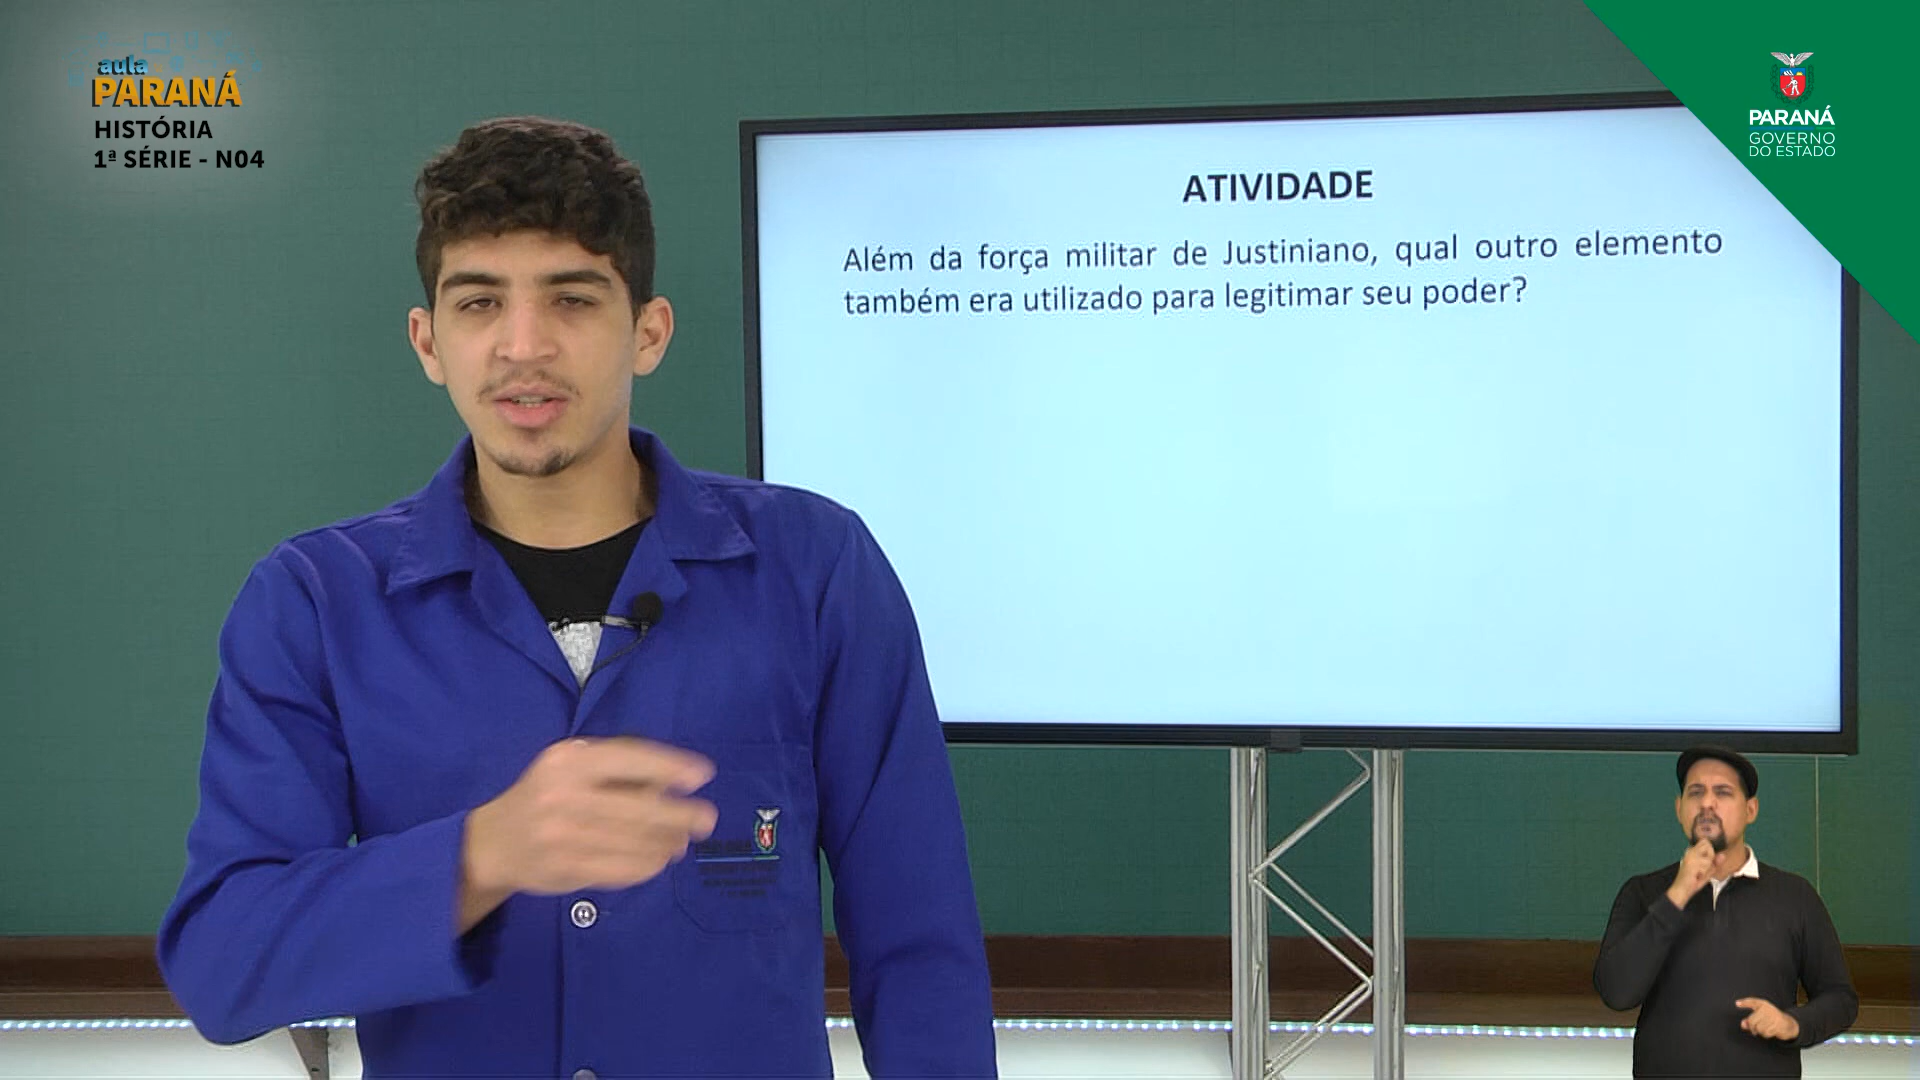 aula
PARANÁ
HISTÓRIA
1ª SÉRIE - N04
PARANÁ
GOVERNO
DO ESTADO
ATIVIDADE
Além da força militar de Justiniano, qual outro elemento
também era utilizado para legitimar seu poder?